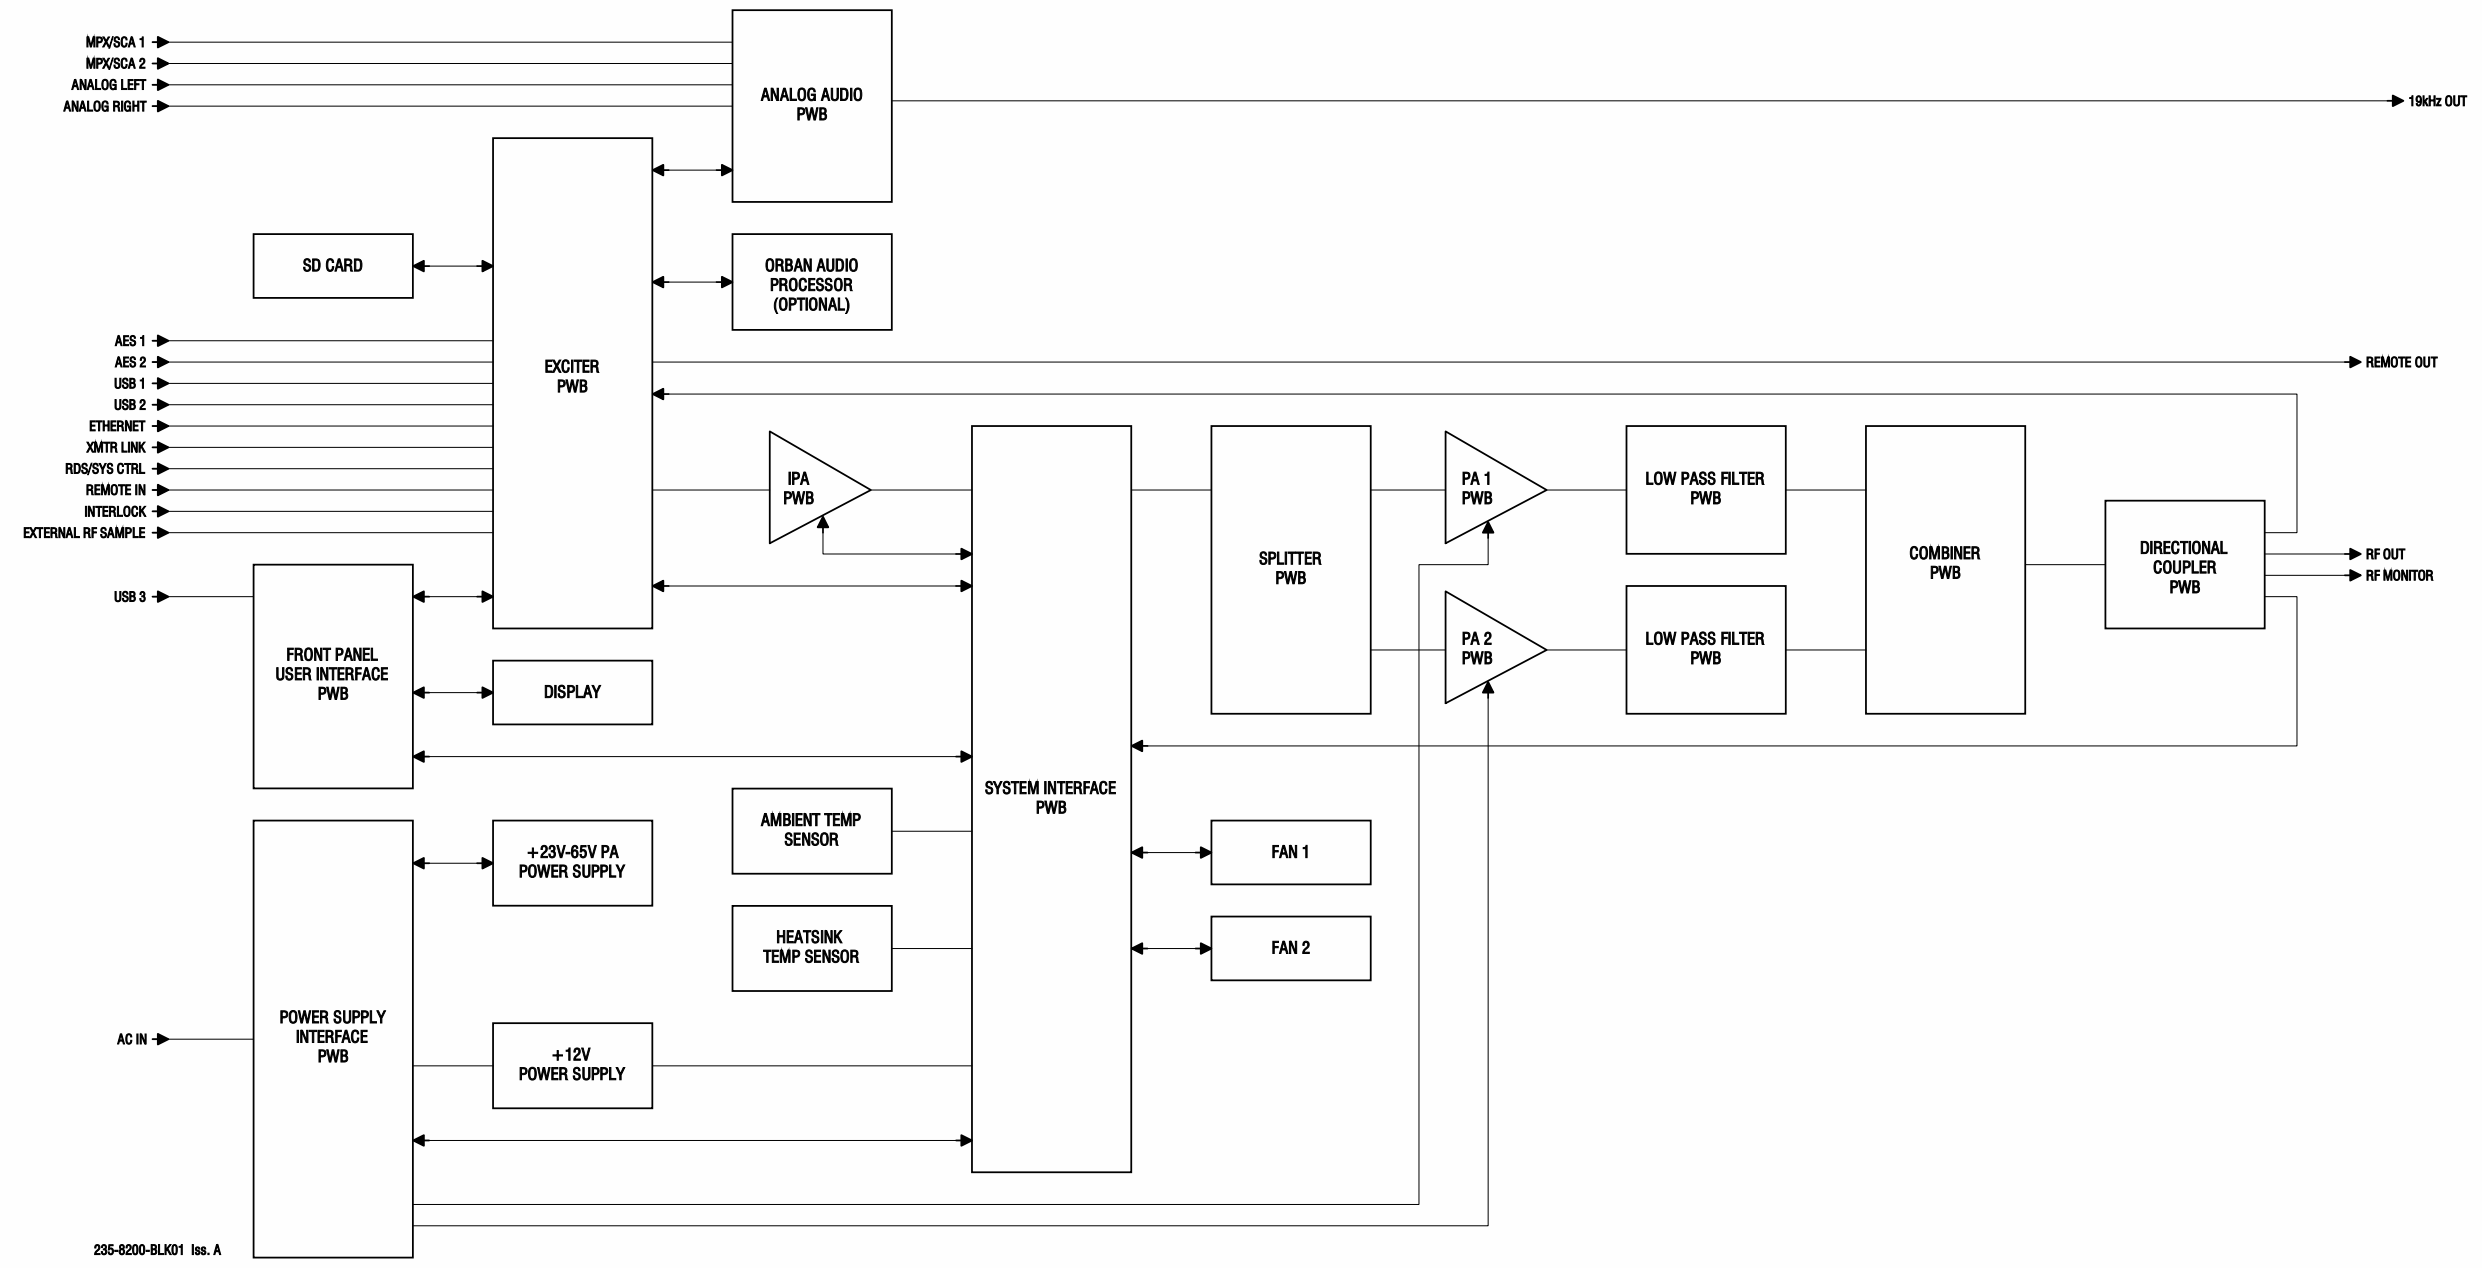 MPX/SCA 1
MPX/SCA 2
ANALOG LEFT
ANALOG RIGHT
ANALOG AUDIO
PWB
19kHz OUT
SD CARD
ORBAN AUDIO
PROCESSOR
(OPTIONAL)
AES 1
AES 2
USB 1
USB 2
ETHERNET
XMTR LINK
RDS/SYS CTRL
REMOTE IN
INTERLOCK
EXTERNAL RF SAMPLE
EXCITER
PWB
REMOTE OUT
IPA
PWB
SPLITTER
PWB
PA 1
PWB
LOW PASS FILTER
PWB
PA 2
PWB
LOW PASS FILTER
PWB
COMBINER
PWB
DIRECTIONAL
COUPLER
PWB
RF OUT
RF MONITOR
USB 3
FRONT PANEL
USER INTERFACE
PWB
DISPLAY
SYSTEM INTERFACE
PWB
AMBIENT TEMP
SENSOR
HEATSINK
TEMP SENSOR
FAN 1
FAN 2
+23V-65V PA
POWER SUPPLY
AC IN
POWER SUPPLY
INTERFACE
PWB
+12V
POWER SUPPLY
235-8200-BLK01 Iss. A